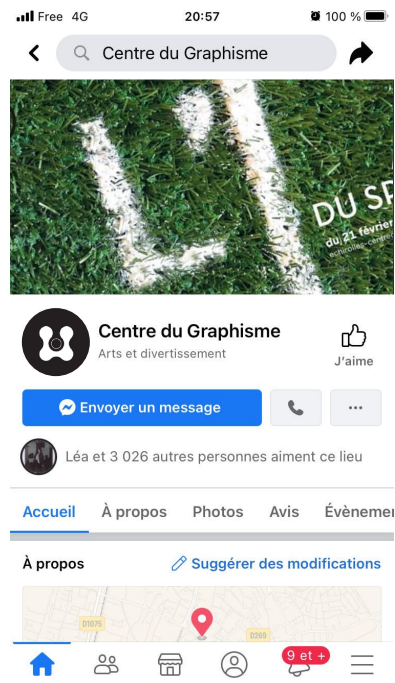 Free 4G 20:57 100 %
Centre du Graphisme
L'
DU SP
du 21 février
echirolles-centre
Centre du Graphisme
Arts et divertissement
J'aime
Envoyer un message
Léa et 3 026 autres personnes aiment ce lieu
Accueil À propos Photos Avis Évènemen
À propos Suggérer des modifications
D1075
D269
9 et +